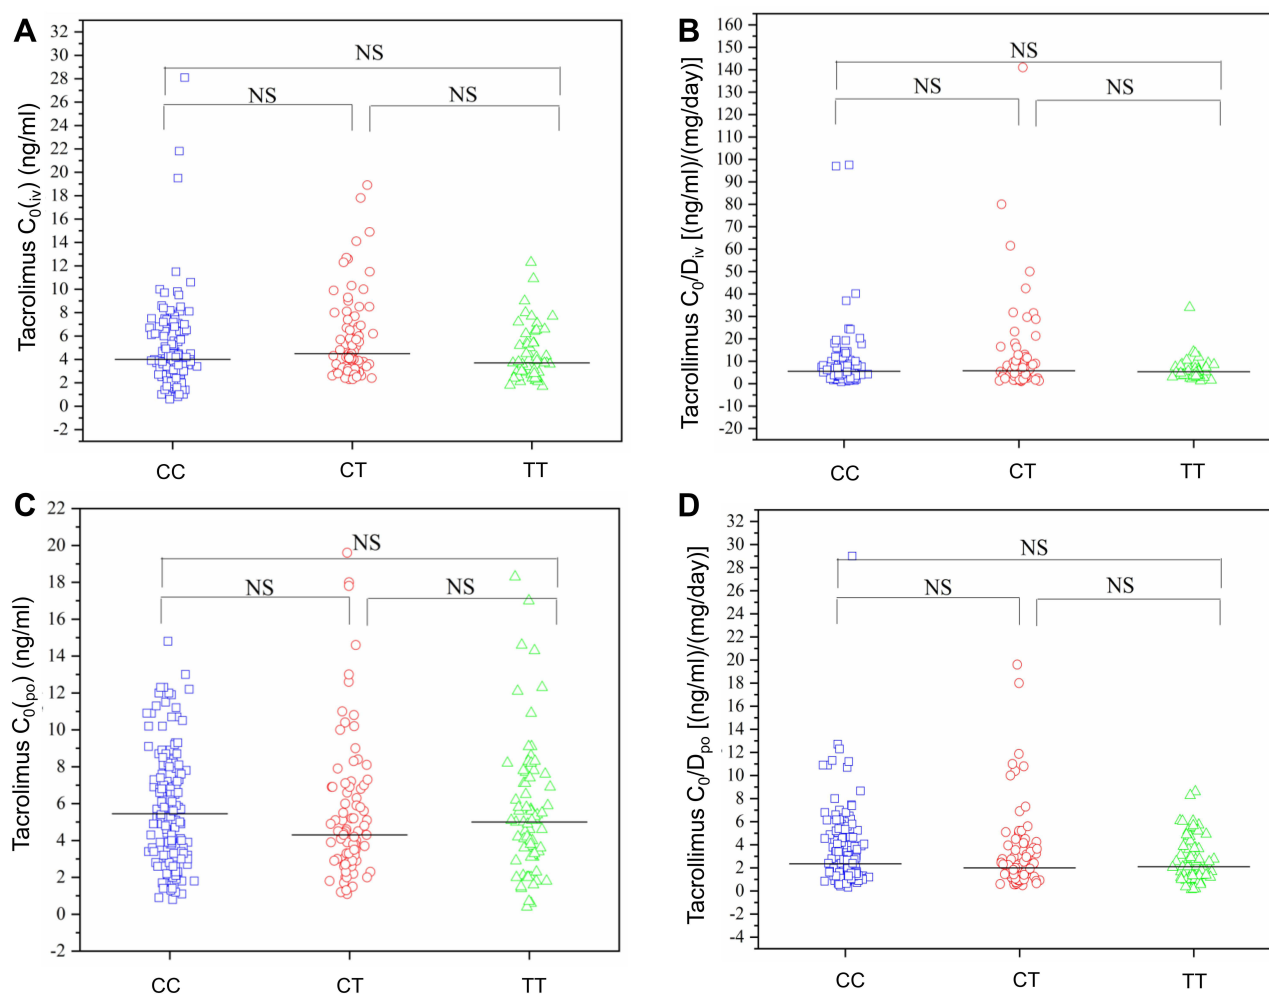 A
Tacrolimus C0(iv) (ng/ml)
32
30
28
26
24
22
20
18
16
14
12
10
8
6
4
2
0
-2
NS
NS
NS
CC
CT
TT
B
Tacrollimus C0/Div [(ng/ml)/(mg/day)]
160
150
140
130
120
110
100
90
80
70
60
50
40
30
20
10
0
-10
-20
NS
NS
NS
CC
CT
TT
C
Tacrolimus C0(po) (ng/ml)
22
20
18
16
14
12
10
8
6
4
2
0
-2
NS
NS
NS
CC
CT
TT
D
Tacrollimus C0/Dpo [(ng/ml)/(mg/day)]
32
30
28
26
24
22
20
18
16
14
12
10
8
6
4
2
0
-2
-4
NS
NS
NS
CC
CT
TT